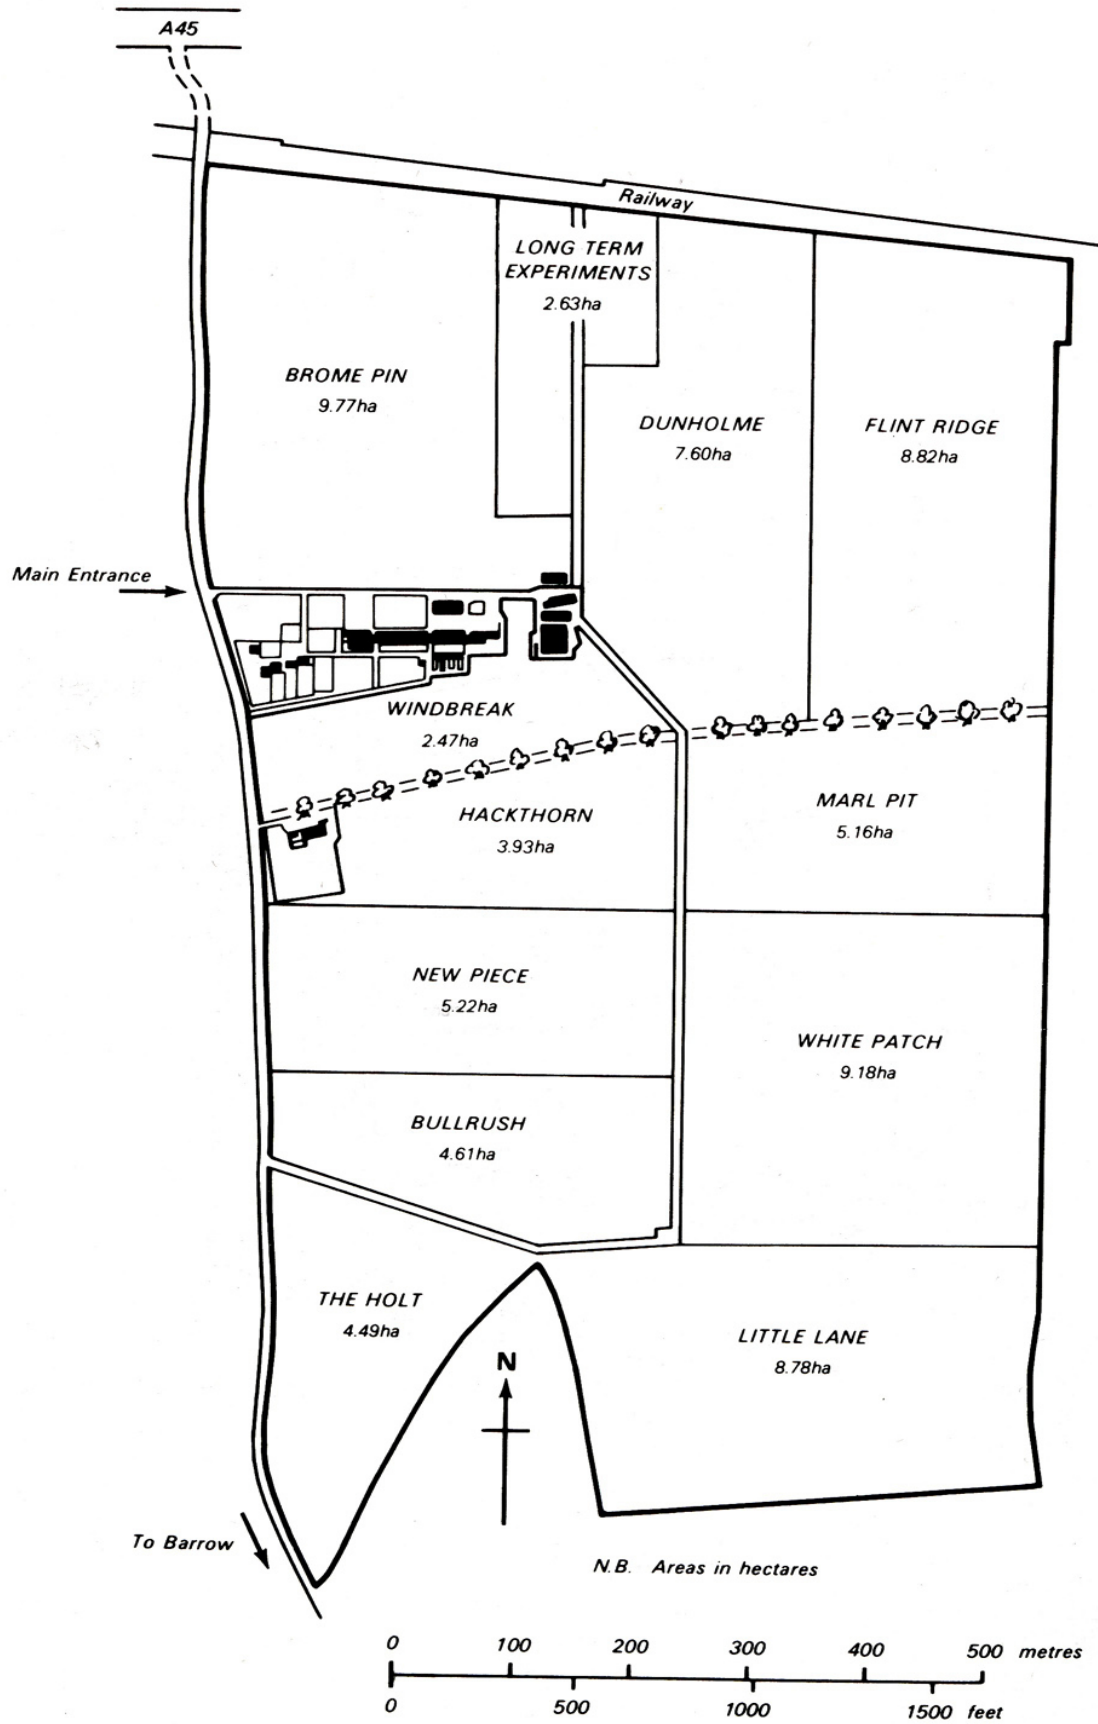 A45
Railway
LONG TERM
EXPERIMENTS
2.63ha
BROME PIN
9.77ha
DUNHOLME
7.60ha
FLINT RIDGE
8.82ha
Main Entrance
WINDBREAK
2.47ha
HACKTHORN
3.93ha
MARL PIT
5.16ha
NEW PIECE
5.22ha
WHITE PATCH
9.18ha
BULLRUSH
4.61ha
THE HOLT
4.49ha
LITTLE LANE
8.78ha
N
To Barrow
N.B. Areas in hectares
0 100 200 300 400 500 metres
0 500 1000 1500 feet